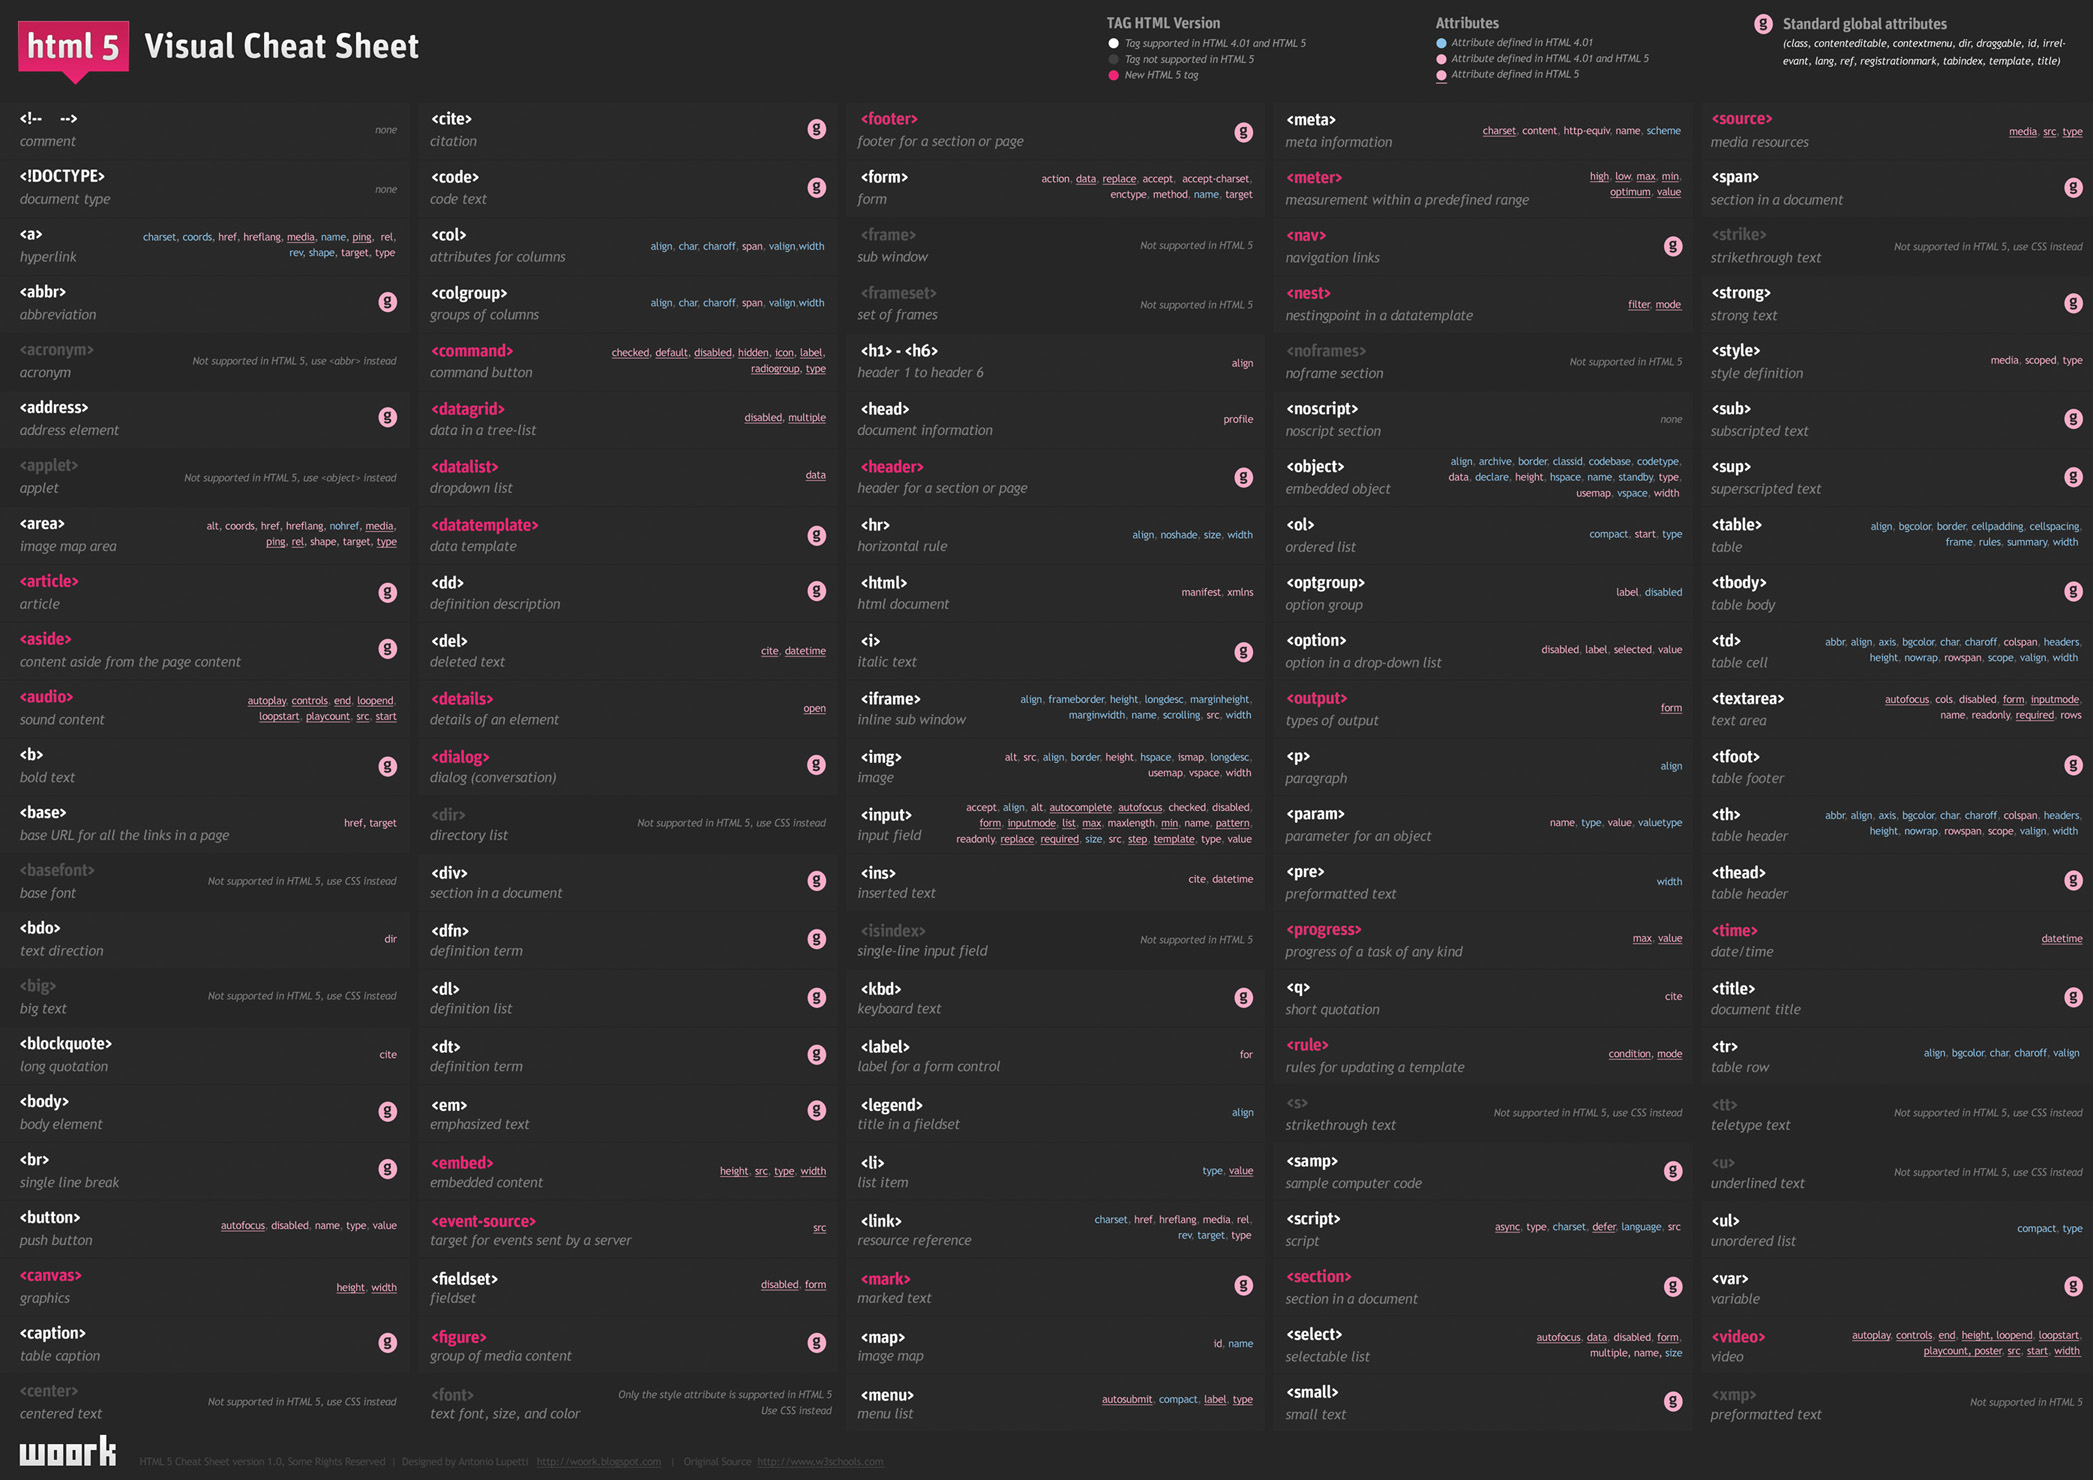 html 5 Visual Cheat Sheet
TAG HTML Version
Tag supported in HTML 4.01 and HTML 5
Tag not supported in HTML 5
New HTML 5 tag
Attributes
Attribute defined in HTML 4.01
Attribute defined in HTML 4.01 and HTML 5
Attribute defined in HTML 5
g Standard global attributes
(class, contenteditable, contextmenu, dir, draggable, id, irrel-
evant, lang, ref, registrationmark, tabindex, template, title)
<!-- -->
comment
none
<!DOCTYPE>
document type
none
<a>
hyperlink
charset, coords, href, hreflang, media, name, ping, rel,
rev, shape, target, type
<abbr>
abbreviation
g
<acronym>
acronym
Not supported in HTML 5, use <abbr> instead
<address>
address element
g
<applet>
applet
Not supported in HTML 5, use <object> instead
<area>
image map area
alt, coords, href, hreflang, nohref, media,
ping, rel, shape, target, type
<article>
article
g
<aside>
content aside from the page content
g
<audio>
sound content
autoplay, controls, end, loopend,
loopstart, playcount, src, start
<b>
bold text
g
<base>
base URL for all the links in a page
href, target
<basefont>
base font
Not supported in HTML 5, use CSS instead
<bdo>
text direction
dir
<big>
big text
Not supported in HTML 5, use CSS instead
<blockquote>
long quotation
cite
<body>
body element
g
<br>
single line break
g
<button>
push button
autofocus, disabled, name, type, value
<canvas>
graphics
height, width
<caption>
table caption
g
<center>
centered text
Not supported in HTML 5, use CSS instead
<cite>
citation
g
<code>
code text
g
<col>
attributes for columns
align, char, charoff, span, valign,width
<colgroup>
groups of columns
align, char, charoff, span, valign,width
<command>
command button
checked, default, disabled, hidden, icon, label,
radiogroup, type
<datagrid>
data in a tree-list
disabled, multiple
<datalist>
dropdown list
data
<datatemplate>
data template
g
<dd>
definition description
g
<del>
deleted text
cite, datetime
<details>
details of an element
open
<dialog>
dialog (conversation)
g
<dir>
directory list
Not supported in HTML 5, use CSS instead
<div>
section in a document
g
<dfn>
definition term
g
<dl>
definition list
g
<dt>
definition term
g
<em>
emphasized text
g
<embed>
embedded content
height, src, type, width
<event-source>
target for events sent by a server
src
<fieldset>
fieldset
disabled, form
<figure>
group of media content
g
<font>
text font, size, and color
Only the style attribute is supported in HTML 5
Use CSS instead
<footer>
footer for a section or page
g
<form>
form
action, data, replace, accept, accept-charset,
enctype, method, name, target
<frame>
sub window
Not supported in HTML 5
<frameset>
set of frames
Not supported in HTML 5
<h1> - <h6>
header 1 to header 6
align
<head>
document information
profile
<header>
header for a section or page
g
<hr>
horizontal rule
align, noshade, size, width
<html>
html document
manifest, xmlns
<i>
italic text
g
<iframe>
inline sub window
align, frameborder, height, longdesc, marginheight,
marginwidth, name, scrolling, src, width
<img>
image
alt, src, align, border, height, hspace, ismap, longdesc,
usemap, vspace, width
<input>
input field
accept, align, alt, autocomplete, autofocus, checked, disabled,
form, inputmode, list, max, maxlength, min, name, pattern,
readonly, replace, required, size, src, step, template, type, value
<ins>
inserted text
cite, datetime
<isindex>
single-line input field
Not supported in HTML 5
<kbd>
keyboard text
g
<label>
label for a form control
for
<legend>
title in a fieldset
align
<li>
list item
type, value
<link>
resource reference
charset, href, hreflang, media, rel,
rev, target, type
<mark>
marked text
g
<map>
image map
id, name
<menu>
menu list
autosubmit, compact, label, type
<meta>
meta information
charset, content, http-equiv, name, scheme
<meter>
measurement within a predefined range
high, low, max, min,
optimum, value
<nav>
navigation links
g
<nest>
nestingpoint in a datatemplate
filter, mode
<noframes>
noframe section
Not supported in HTML 5
<noscript>
noscript section
none
<object>
embedded object
align, archive, border, classid, codebase, codetype,
data, declare, height, hspace, name, standby, type,
usemap, vspace, width
<ol>
ordered list
compact, start, type
<optgroup>
option group
label, disabled
<option>
option in a drop-down list
disabled, label, selected, value
<output>
types of output
form
<p>
paragraph
align
<param>
parameter for an object
name, type, value, valuetype
<pre>
preformatted text
width
<progress>
progress of a task of any kind
max, value
<q>
short quotation
cite
<rule>
rules for updating a template
condition, mode
<s>
strikethrough text
Not supported in HTML 5, use CSS instead
<samp>
sample computer code
g
<script>
script
async, type, charset, defer, language, src
<section>
section in a document
g
<select>
selectable list
autofocus, data, disabled, form,
multiple, name, size
<small>
small text
g
<source>
media resources
media, src, type
<span>
section in a document
g
<strike>
strikethrough text
Not supported in HTML 5, use CSS instead
<strong>
strong text
g
<style>
style definition
media, scoped, type
<sub>
subscripted text
g
<sup>
superscripted text
g
<table>
table
align, bgcolor, border, cellpadding, cellspacing,
frame, rules, summary, width
<tbody>
table body
g
<td>
table cell
abbr, align, axis, bgcolor, char, charoff, colspan, headers,
height, nowrap, rowspan, scope, valign, width
<textarea>
text area
autofocus, cols, disabled, form, inputmode,
name, readonly, required, rows
<tfoot>
table footer
g
<th>
table header
abbr, align, axis, bgcolor, char, charoff, colspan, headers,
height, nowrap, rowspan, scope, valign, width
<thead>
table header
g
<time>
date/time
datetime
<title>
document title
g
<tr>
table row
align, bgcolor, char, charoff, valign
<tt>
teletype text
Not supported in HTML 5, use CSS instead
<u>
underlined text
Not supported in HTML 5, use CSS instead
<ul>
unordered list
compact, type
<var>
variable
g
<video>
video
autoplay, controls, end, height, loopend, loopstart,
playcount, poster, src, start, width
<xmp>
preformatted text
Not supported in HTML 5
woork
HTML 5 Cheat Sheet version 1.0, Some Rights Reserved | Designed by Antonio Lupetti http://woork.blogspot.com | Original Source http://www.w3schools.com